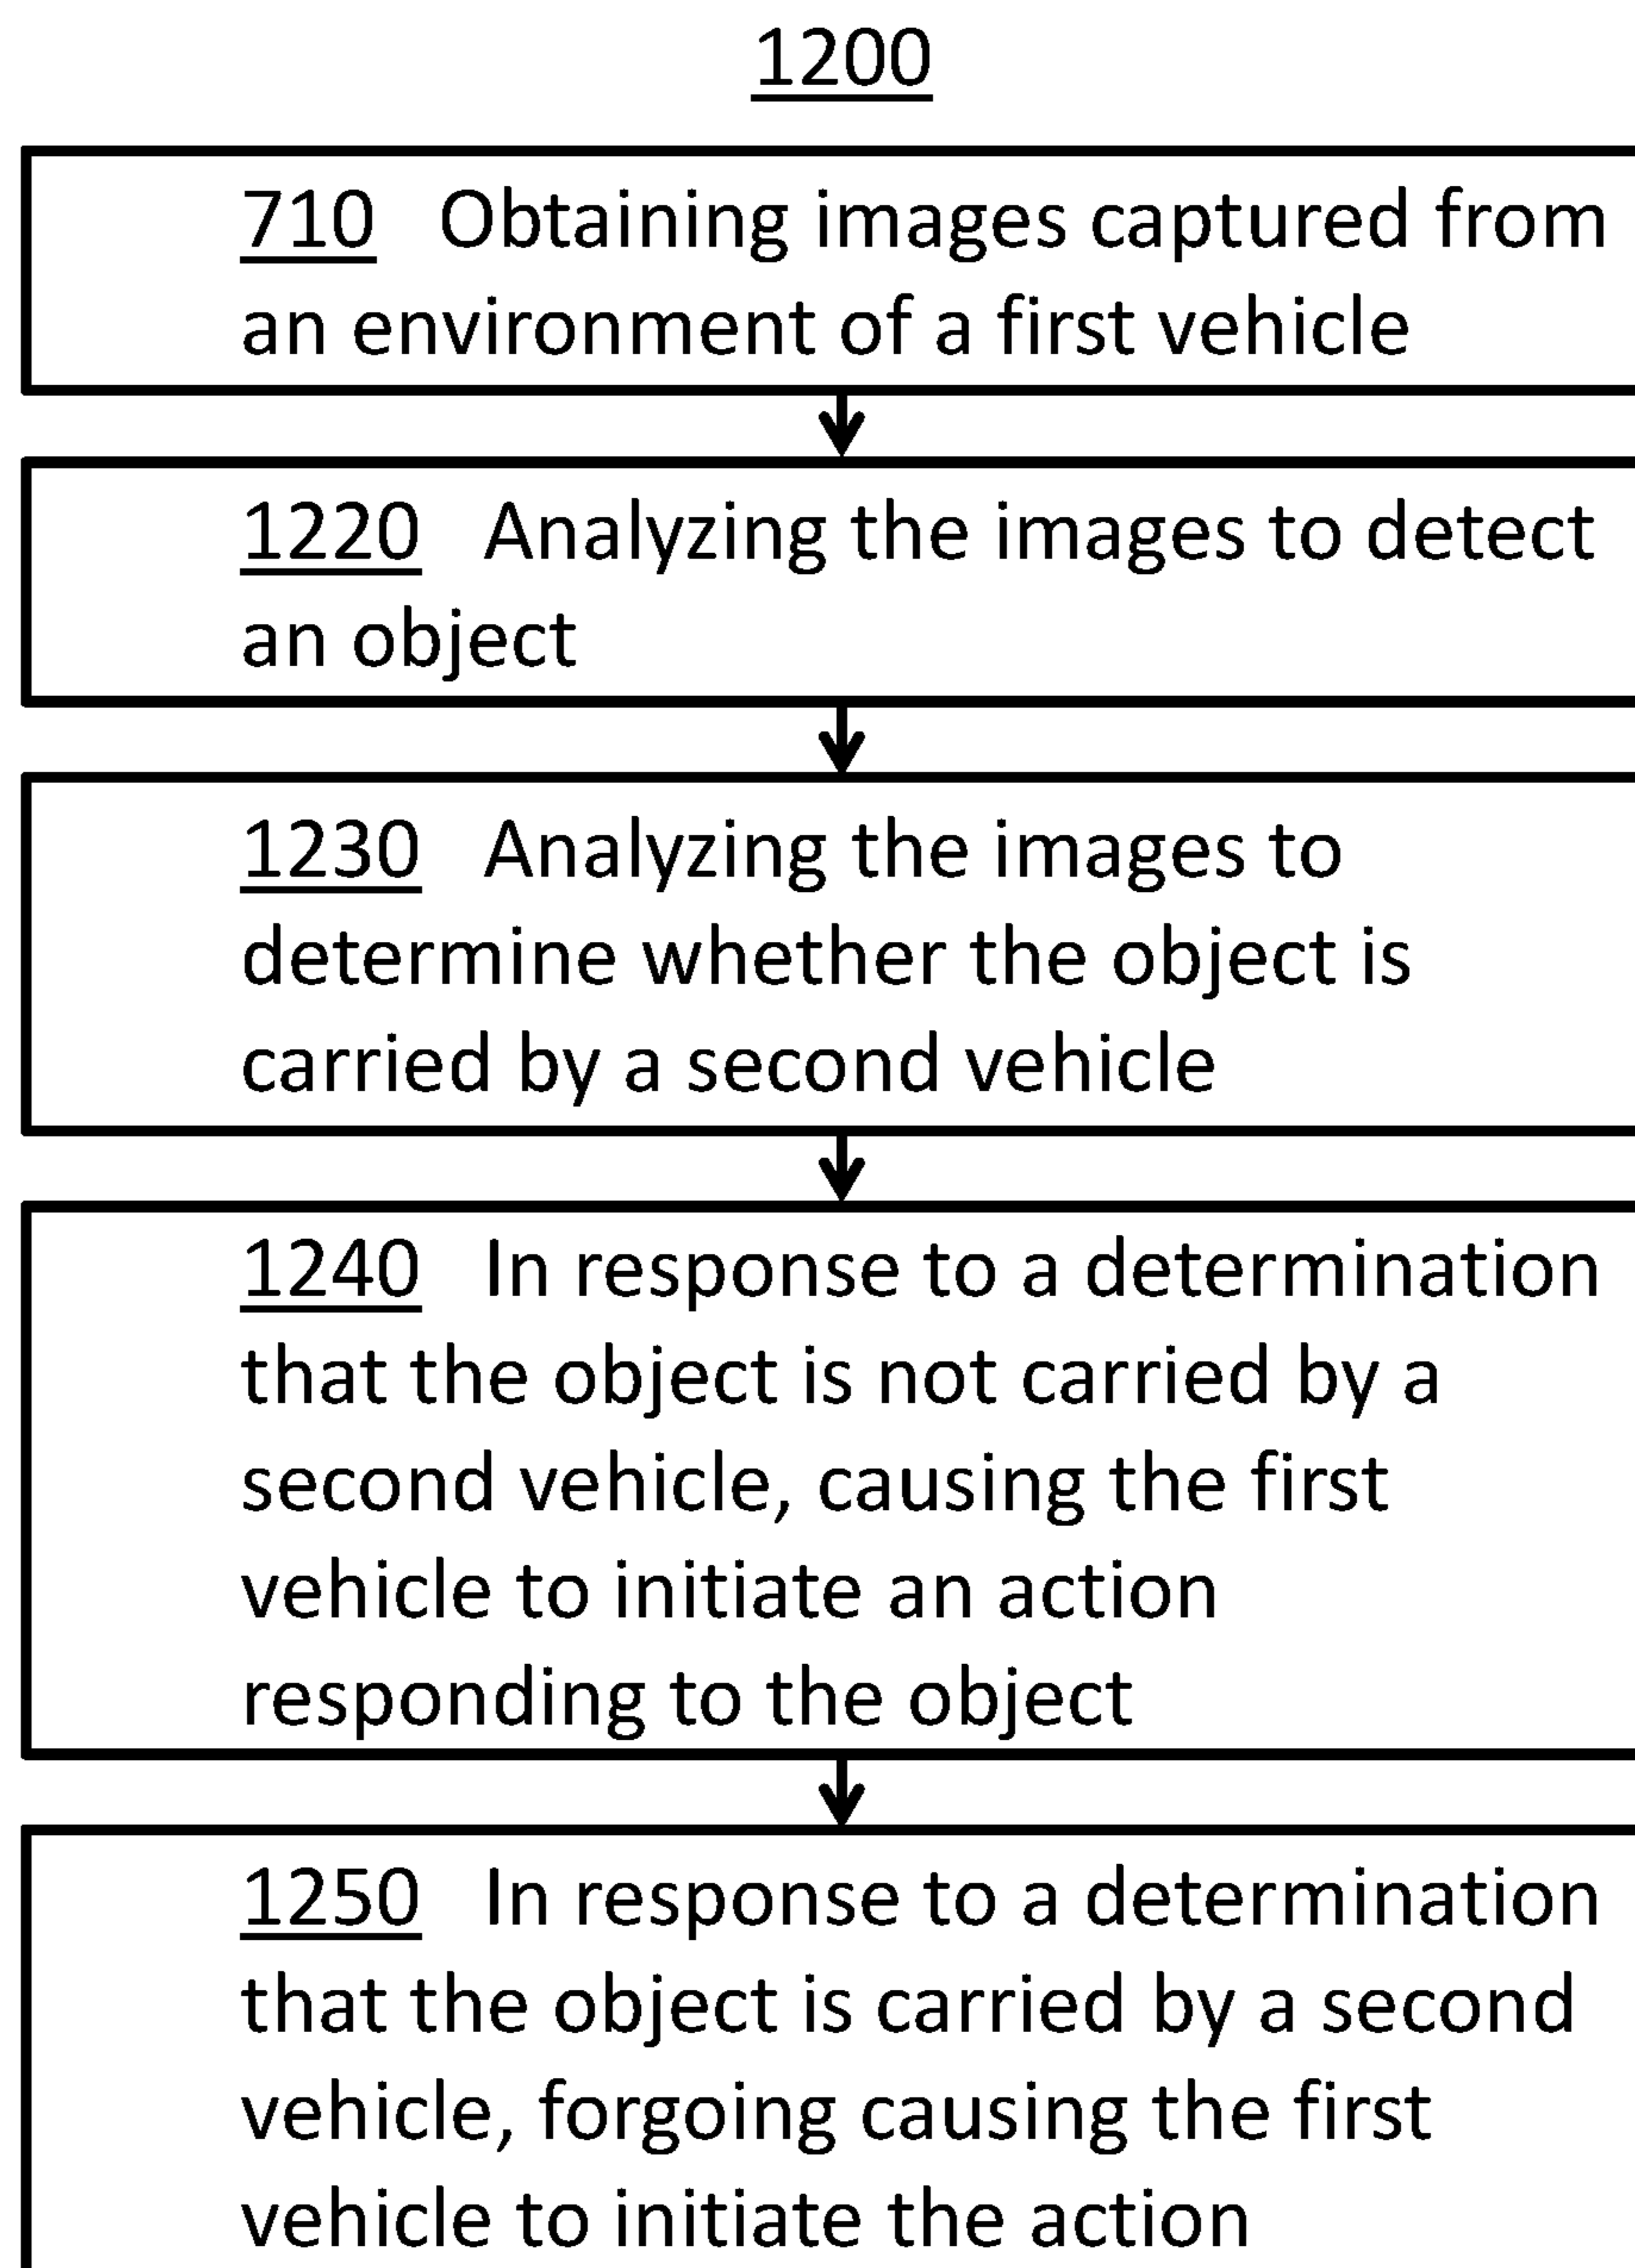 1200
710 Obtaining images captured from
an environment of a first vehicle
1220 Analyzing the images to detect
an object
1230 Analyzing the images to
determine whether the object is
carried by a second vehicle
1240 In response to a determination
that the object is not carried by a
second vehicle, causing the first
vehicle to initiate an action
responding to the object
1250 In response to a determination
that the object is carried by a second
vehicle, forgoing causing the first
vehicle to initiate the action